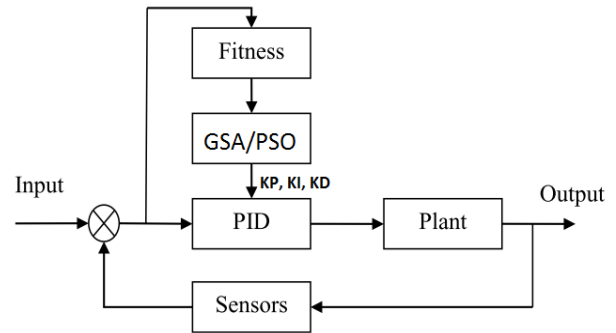 Fitness
GSA/PSO
KP, KI, KD
Input
PID
Plant
Output
Sensors